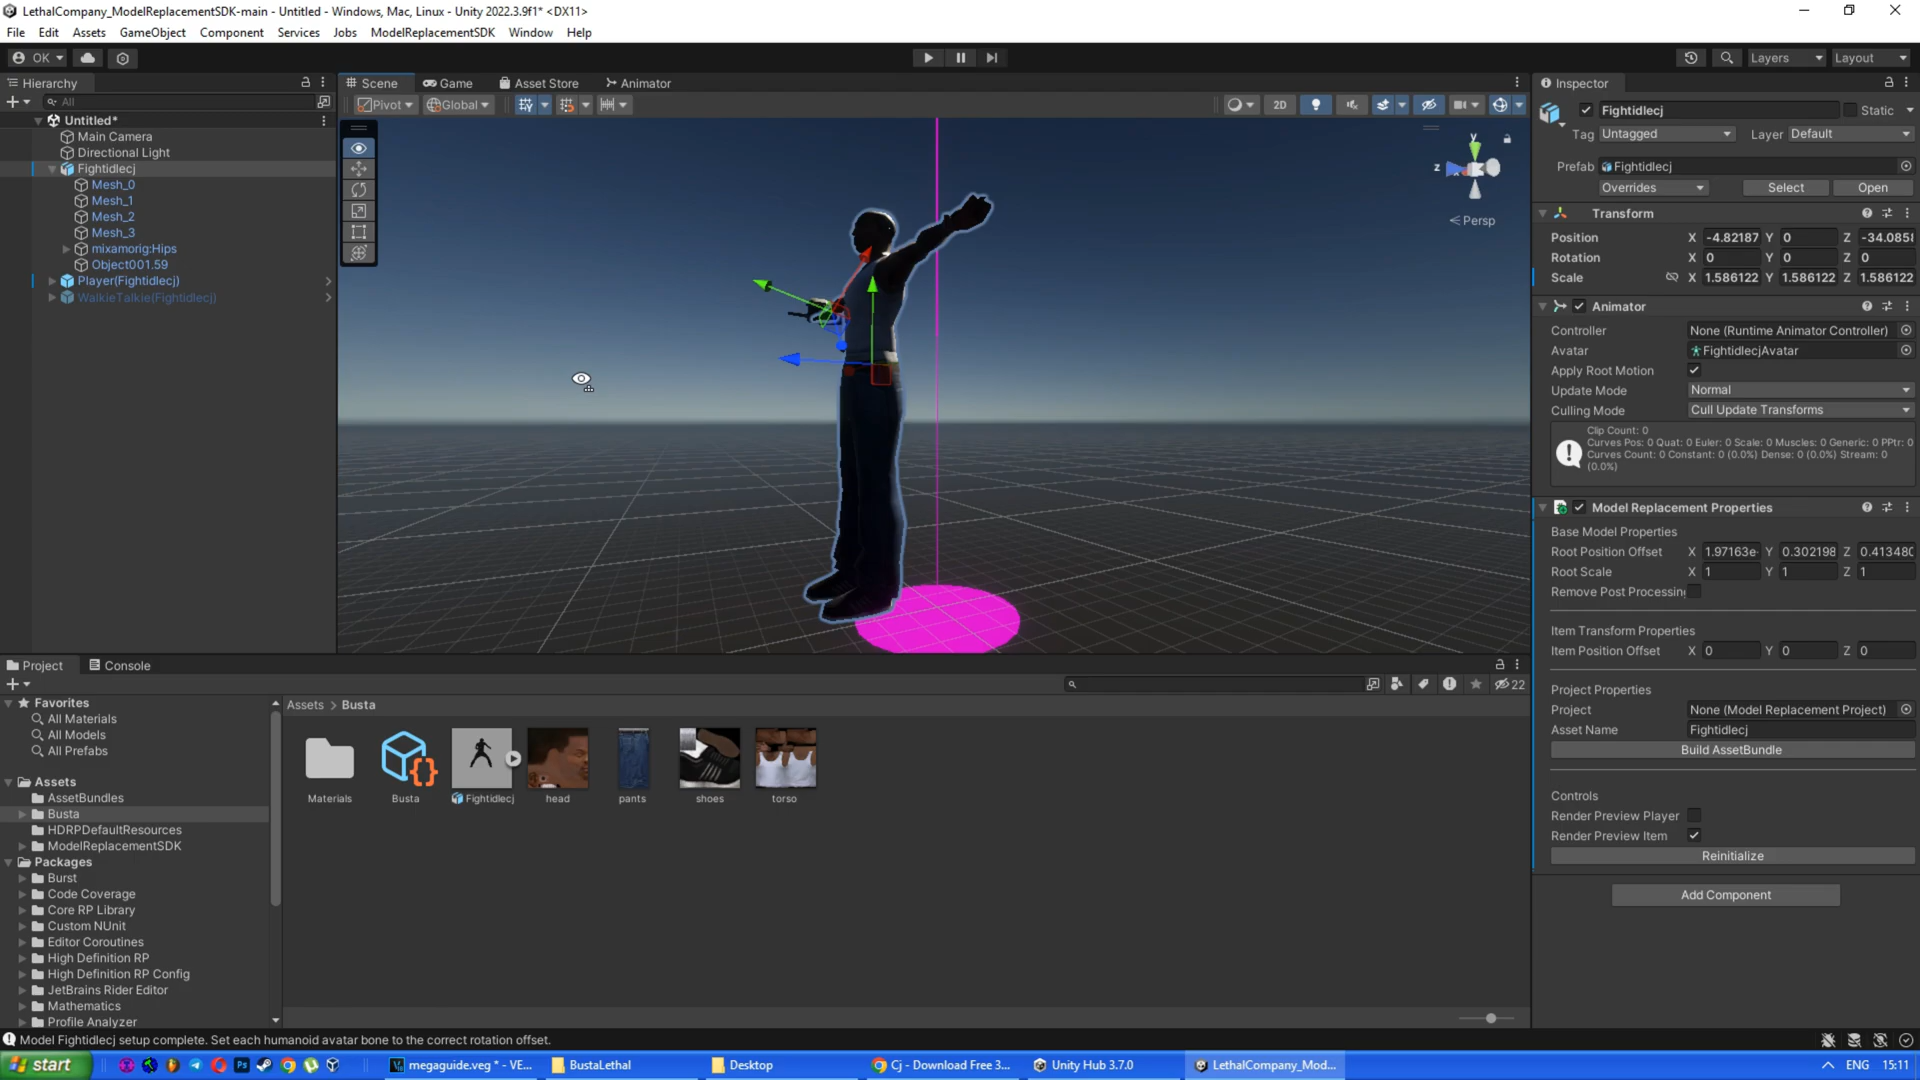 LethalCompany_ModelReplacementSDK-main - Untitled - Windows, Mac, Linux - Unity 2022.3.9f1* <DX11>
File Edit Assets GameObject Component Services Jobs ModelReplacementSDK Window Help
OK Layers Layout
Hierarchy
All
Untitled*
Main Camera
Directional Light
Fightidlecj
Mesh_0
Mesh_1
Mesh_2
Mesh_3
mixamorig:Hips
Object001.59
Player(Fightidlecj)
WalkieTalkie(Fightidlecj)
Scene Game Asset Store Animator
Pivot Global 2D
y
z
Persp
Inspector
Fightidlecj Static
Tag Untagged Layer Default
Prefab Fightidlecj
Overrides Select Open
Transform
Position X -4.82187 Y 0 Z -34.0858
Rotation X 0 Y 0 Z 0
Scale X 1.586122 Y 1.586122 Z 1.586122
Animator
Controller None (Runtime Animator Controller)
Avatar FightidlecjAvatar
Apply Root Motion
Update Mode Normal
Culling Mode Cull Update Transforms
Clip Count: 0
Curves Pos: 0 Quat: 0 Euler: 0 Scale: 0 Muscles: 0 Generic: 0 PPtr: 0
Curves Count: 0 Constant: 0 (0.0%) Dense: 0 (0.0%) Stream: 0
(0.0%)
Model Replacement Properties
Base Model Properties
Root Position Offset X 1.97163e- Y 0.302198 Z 0.413480
Root Scale X 1 Y 1 Z 1
Remove Post Processing
Item Transform Properties
Item Position Offset X 0 Y 0 Z 0
Project Properties
Project None (Model Replacement Project)
Asset Name Fightidlecj
Build AssetBundle
Controls
Render Preview Player
Render Preview Item
Reinitialize
Add Component
Project Console
22
Favorites
All Materials
All Models
All Prefabs
Assets
AssetBundles
Busta
HDRPDefaultResources
ModelReplacementSDK
Packages
Burst
Code Coverage
Core RP Library
Custom NUnit
Editor Coroutines
High Definition RP
High Definition RP Config
JetBrains Rider Editor
Mathematics
Profile Analyzer
Assets > Busta
Materials Busta Fightidlecj head pants shoes torso
Model Fightidlecj setup complete. Set each humanoid avatar bone to the correct rotation offset.
start megaguide.veg * - VE... BustaLethal Desktop Cj - Download Free 3... Unity Hub 3.7.0 LethalCompany_Mod... ENG 15:11